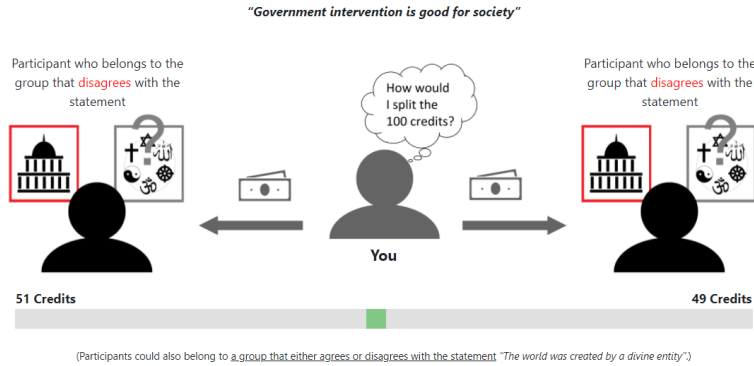 “Government intervention is good for society”
Participant who belongs to the
group that disagrees with the
statement
How would
I split the
100 credits?
Participant who belongs to the
group that disagrees with the
statement
?
الله
ॐ
?
الله
ॐ
You
51 Credits
49 Credits
(Participants could also belong to a group that either agrees or disagrees with the statement “The world was created by a divine entity”.)